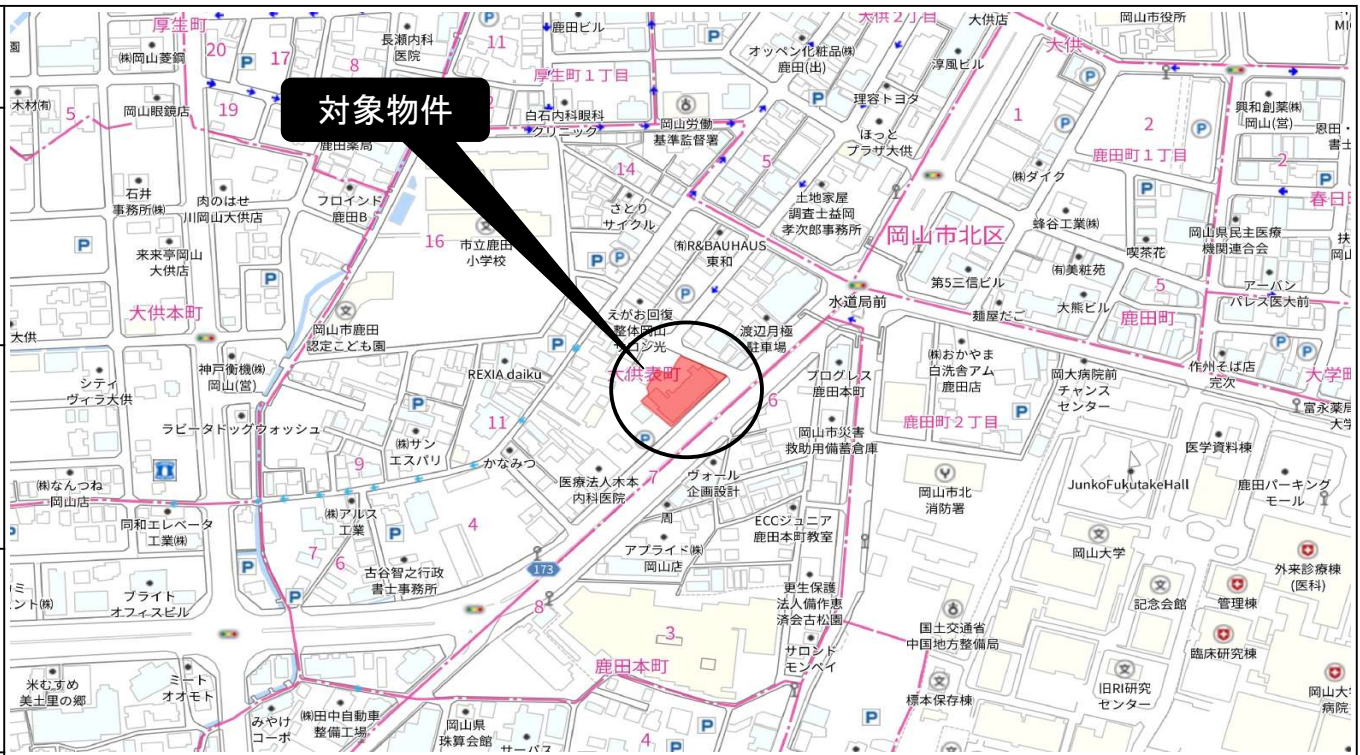 厚生町
大供2丁目
大供店
岡山市役所
20
17
長瀬内科
医院
11
鹿田ビル
P
大供
㈱岡山菱鋼
P
8
オッペン化粧品㈱
鹿田(出)
淳風ビル
P
厚生町1丁目
対象物件
5
木材㈲
岡山眼鏡店
19
鹿田薬局
白石内科眼科
クリニック
岡山労働
基準監督署
P
理容トヨタ
1
P
2
P
興和創薬㈱
岡山(営)
ほっと
プラザ大供
鹿田町1丁目
2
14
5
石井
事務所㈱
肉のはせ
川岡山大供店
フロインド
鹿田B
さとり
サイクル
土地家屋
調査士益岡
孝次郎事務所
㈱ダイク
P
春日
16
市立鹿田
小学校
㈲R&BAUHAUS
東和
岡山市北区
蜂谷工業㈱
岡山県民主医療
機関連合会
P
来来亭岡山
大供店
P
P
P
喫茶花
第5三信ビル
㈲美粧苑
5
アーバン
パレス医大前
大供本町
岡山市鹿田
認定こども園
P
えがお回復
整体岡山
サロン光
渡辺月極
駐車場
水道局前
麺屋だご
大熊ビル
鹿田町
大供
神戸衡機㈱
岡山(営)
P
REXIA daiku
大供表町
プログレス
鹿田本町
㈱おかやま
白洗舎アム
鹿田店
岡大病院前
チャンス
センター
作州そば店
完次
P
P
大学町
シティ
ヴィラ大供
P
6
P
富永薬局
ラビータドッグウォッシュ
㈱サン
エスパリ
11
P
鹿田町2丁目
岡山市災害
救助用備蓄倉庫
医学資料棟
9
かなみつ
医療法人木本
内科医院
7
ヴォール
企画設計
岡山市北
消防署
JunkoFukutakeHall
鹿田パーキング
モール
㈱なんつね
岡山店
㈱アルス
工業
P
4
周
ECCジュニア
鹿田本町教室
岡山大学
同和エレベータ
工業㈱
7
6
アプライド㈱
岡山店
外来診療棟
(医科)
P
古谷智之行政
書士事務所
173
更生保護
法人備作恵
済会古松園
記念会館
管理棟
ブライト
オフィスビル
P
8
3
国土交通省
中国地方整備局
臨床研究棟
鹿田本町
サロンド
モンペイ
米むすめ
美土里の郷
ミート
オオモト
旧RI研究
センター
標本保存棟
岡山大学
病院
みやけ
コーポ
㈱田中自動車
整備工場
岡山県
珠算会館
サーパス
4
P
P
P